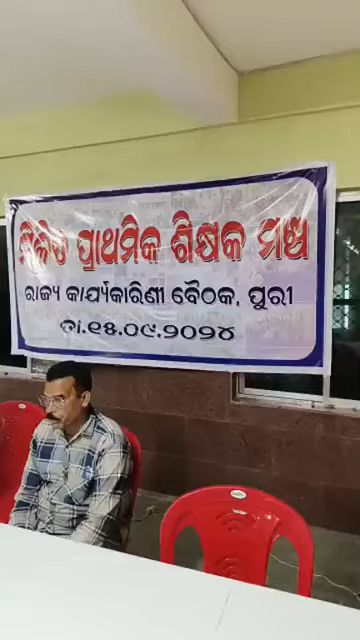 ମିଳିତ ପ୍ରାଥମିକ ଶିକ୍ଷକ ମଞ୍ଚ
ରାଜ୍ୟ କାର୍ଯ୍ୟକାରିଣୀ ବୈଠକ, ପୁରୀ
ତା.୧୫.୦୯.୨୦୨୪